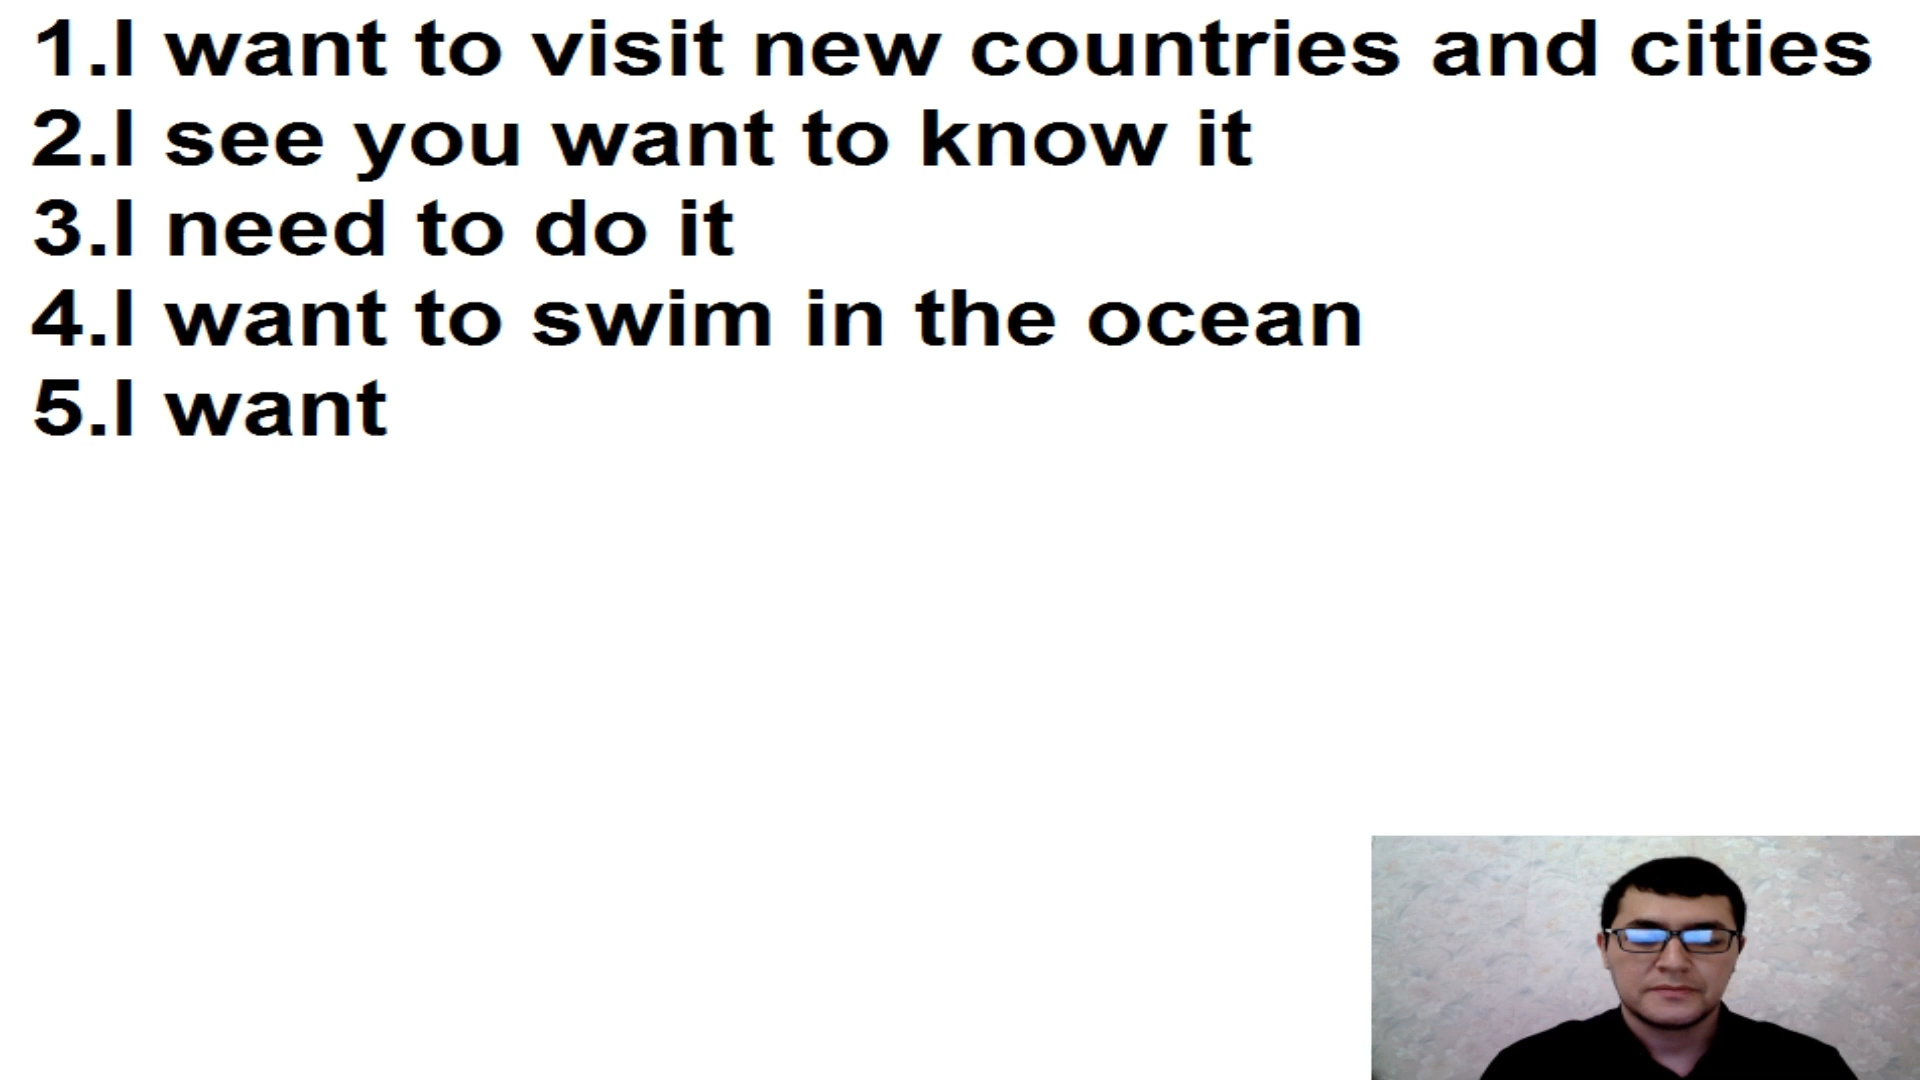 1.I want to visit new countries and cities
2.I see you want to know it
3.I need to do it
4.I want to swim in the ocean
5.I want